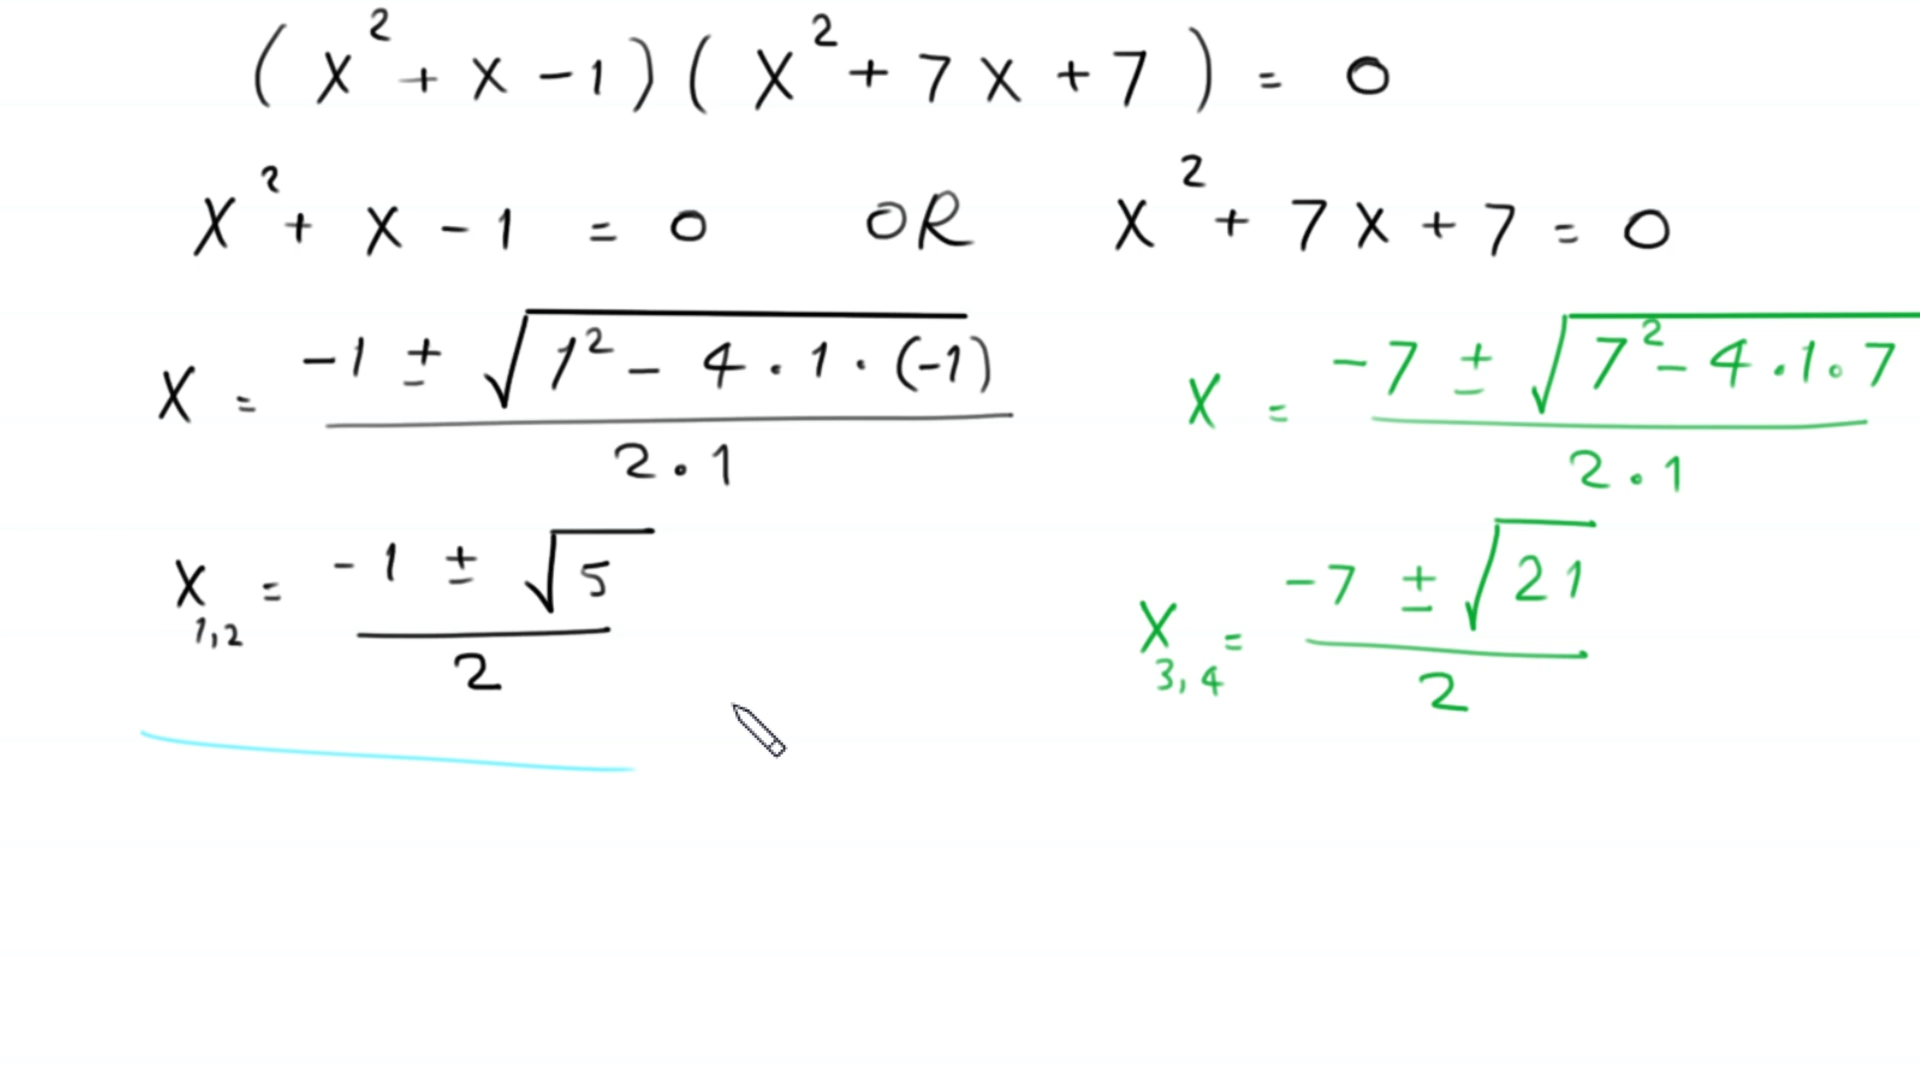 (x² + x - 1)(x² + 7x + 7) = 0
x² + x - 1 = 0 OR x² + 7x + 7 = 0
x = (-1 ± √(1² - 4·1·(-1)))/(2·1) x = (-7 ± √(7² - 4·1·7))/(2·1)
x₁,₂ = (-1 ± √5)/2 x₃,₄ = (-7 ± √21)/2